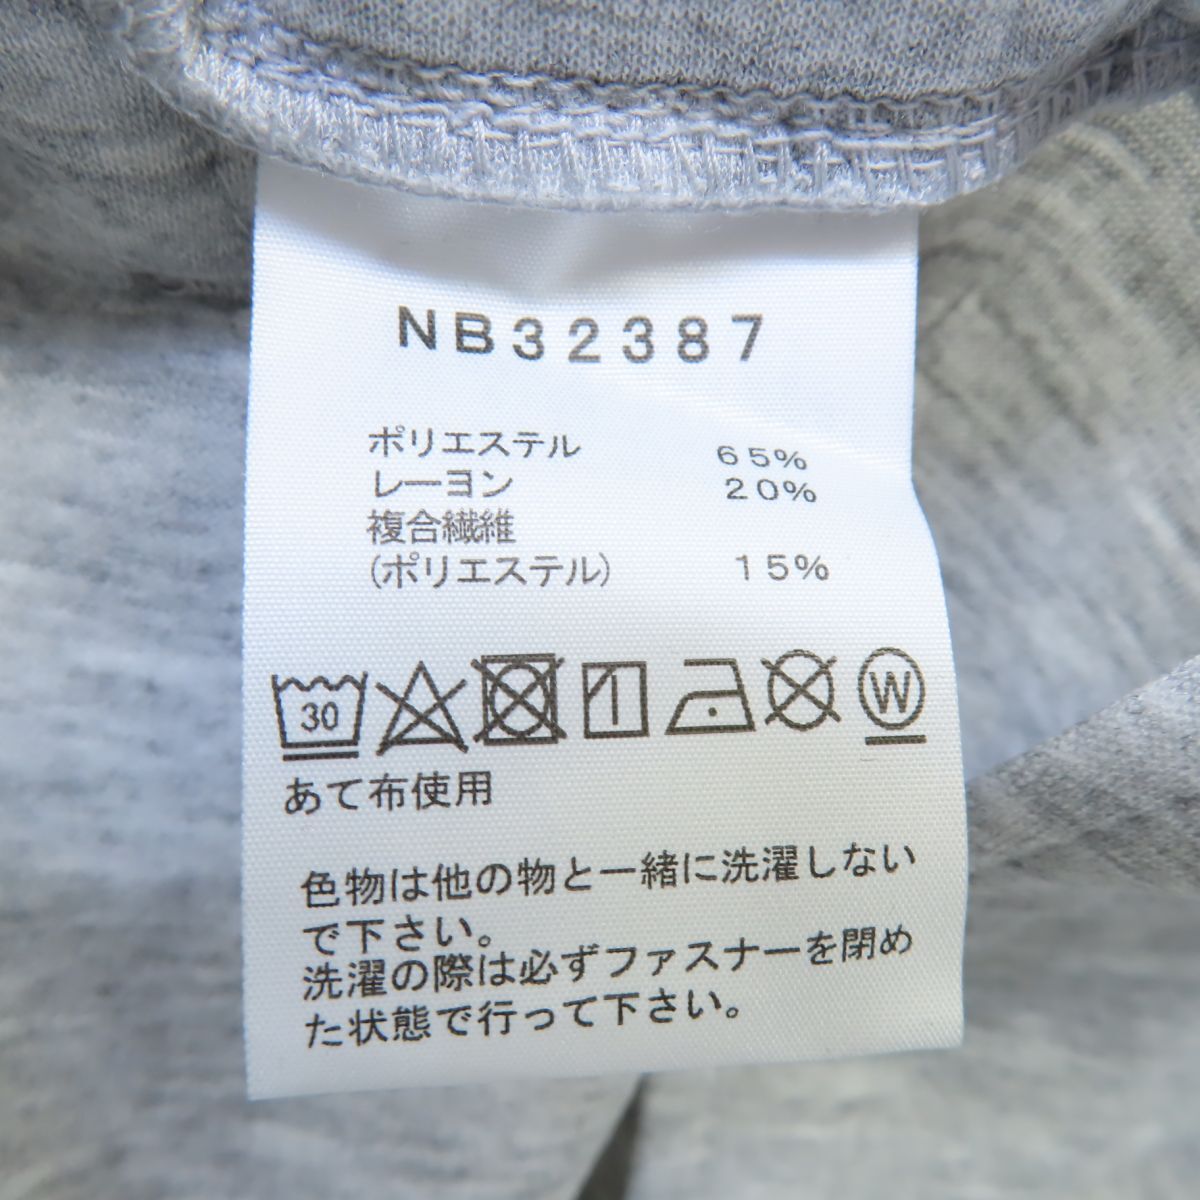 NB32387
ポリエステル 65%
レーヨン 20%
複合繊維
(ポリエステル) 15%
30 W
あて布使用
色物は他の物と一緒に洗濯しない
で下さい。
洗濯の際は必ずファスナーを閉め
た状態で行って下さい。